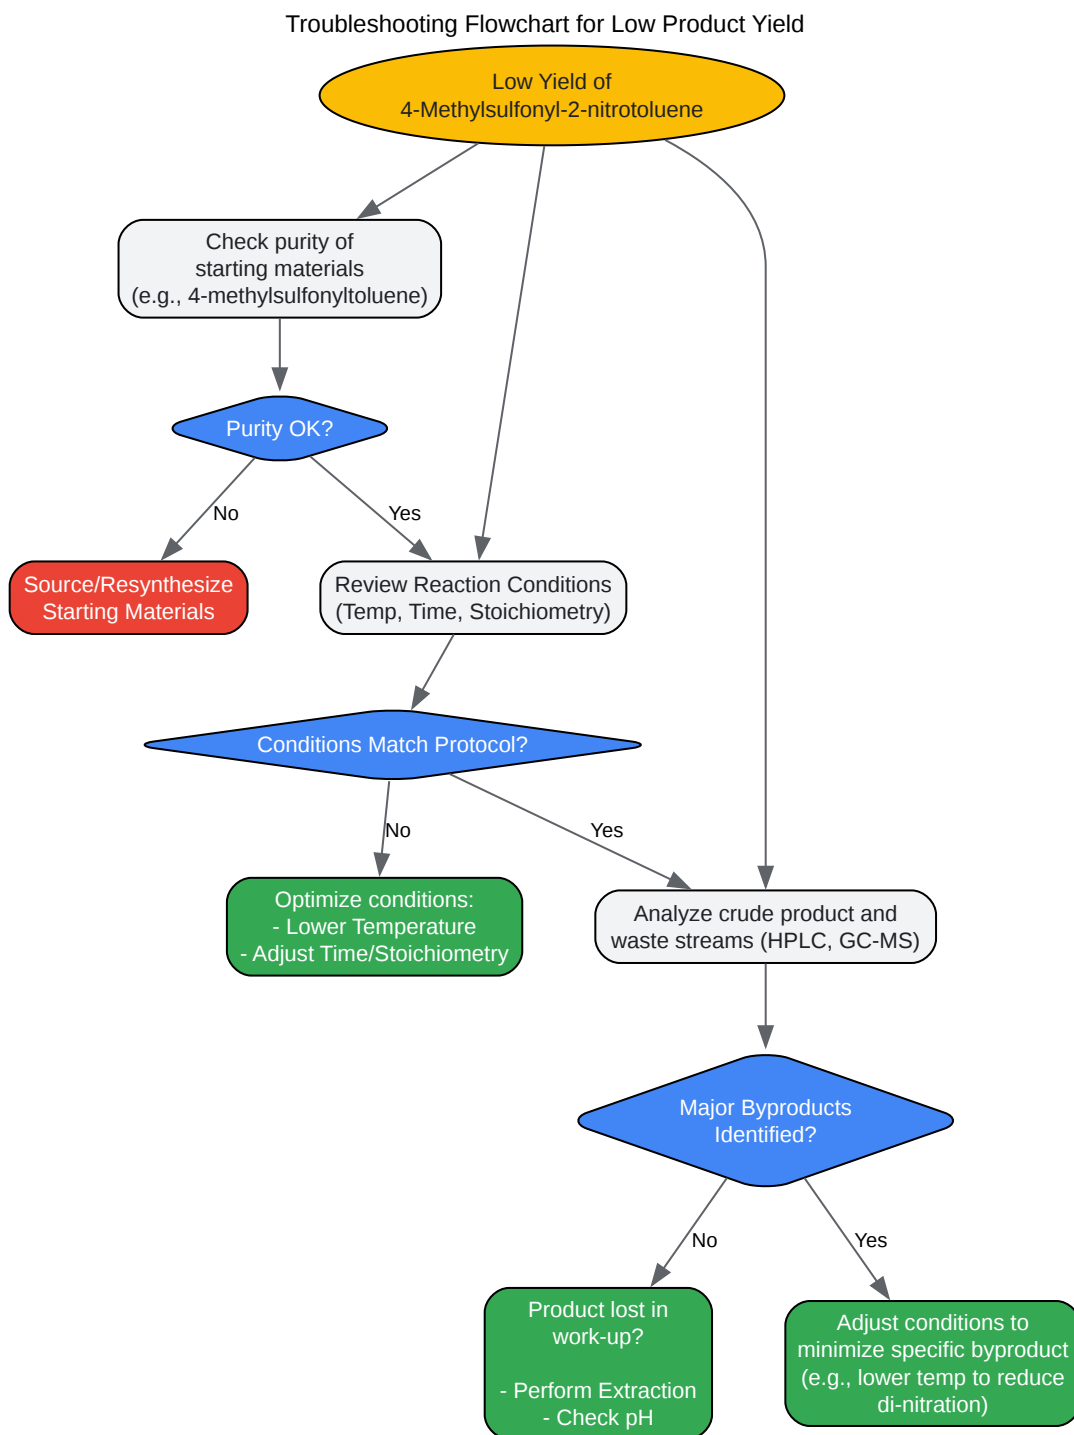 Troubleshooting Flowchart for Low Product Yield
Low Yield of
4-Methylsulfonyl-2-nitrotoluene
Check purity of
starting materials
(e.g., 4-methylsulfonyltoluene)
Purity OK?
No
Yes
Source/Resynthesize
Starting Materials
Review Reaction Conditions
(Temp, Time, Stoichiometry)
Conditions Match Protocol?
No
Yes
Optimize conditions:
- Lower Temperature
- Adjust Time/Stoichiometry
Analyze crude product and
waste streams (HPLC, GC-MS)
Major Byproducts
Identified?
No
Yes
Product lost in
work-up?
- Perform Extraction
- Check pH
Adjust conditions to
minimize specific byproduct
(e.g., lower temp to reduce
di-nitration)